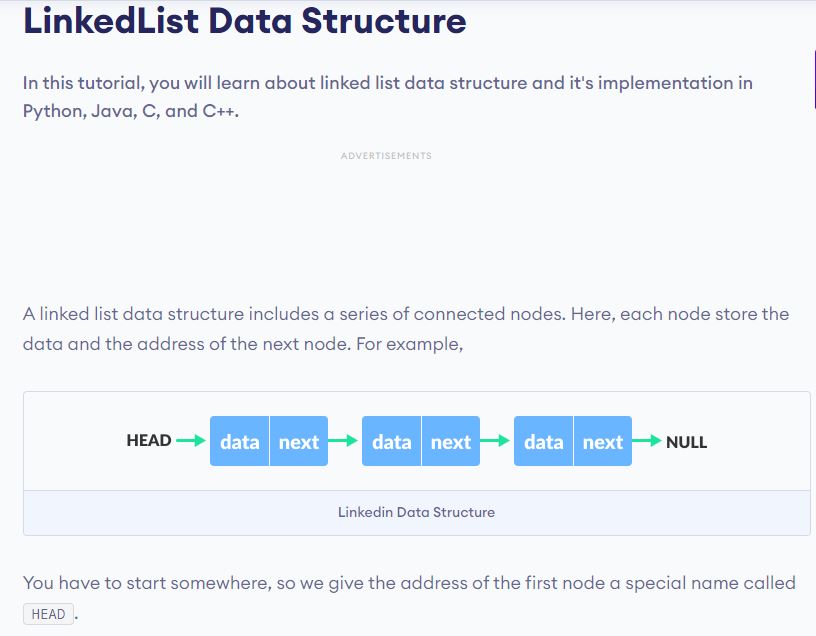 LinkedList Data Structure
In this tutorial, you will learn about linked list data structure and it's implementation in
Python, Java, C, and C++.
ADVERTISEMENTS
A linked list data structure includes a series of connected nodes. Here, each node store the
data and the address of the next node. For example,
HEAD data next data next data next NULL
Linkedin Data Structure
You have to start somewhere, so we give the address of the first node a special name called
HEAD.